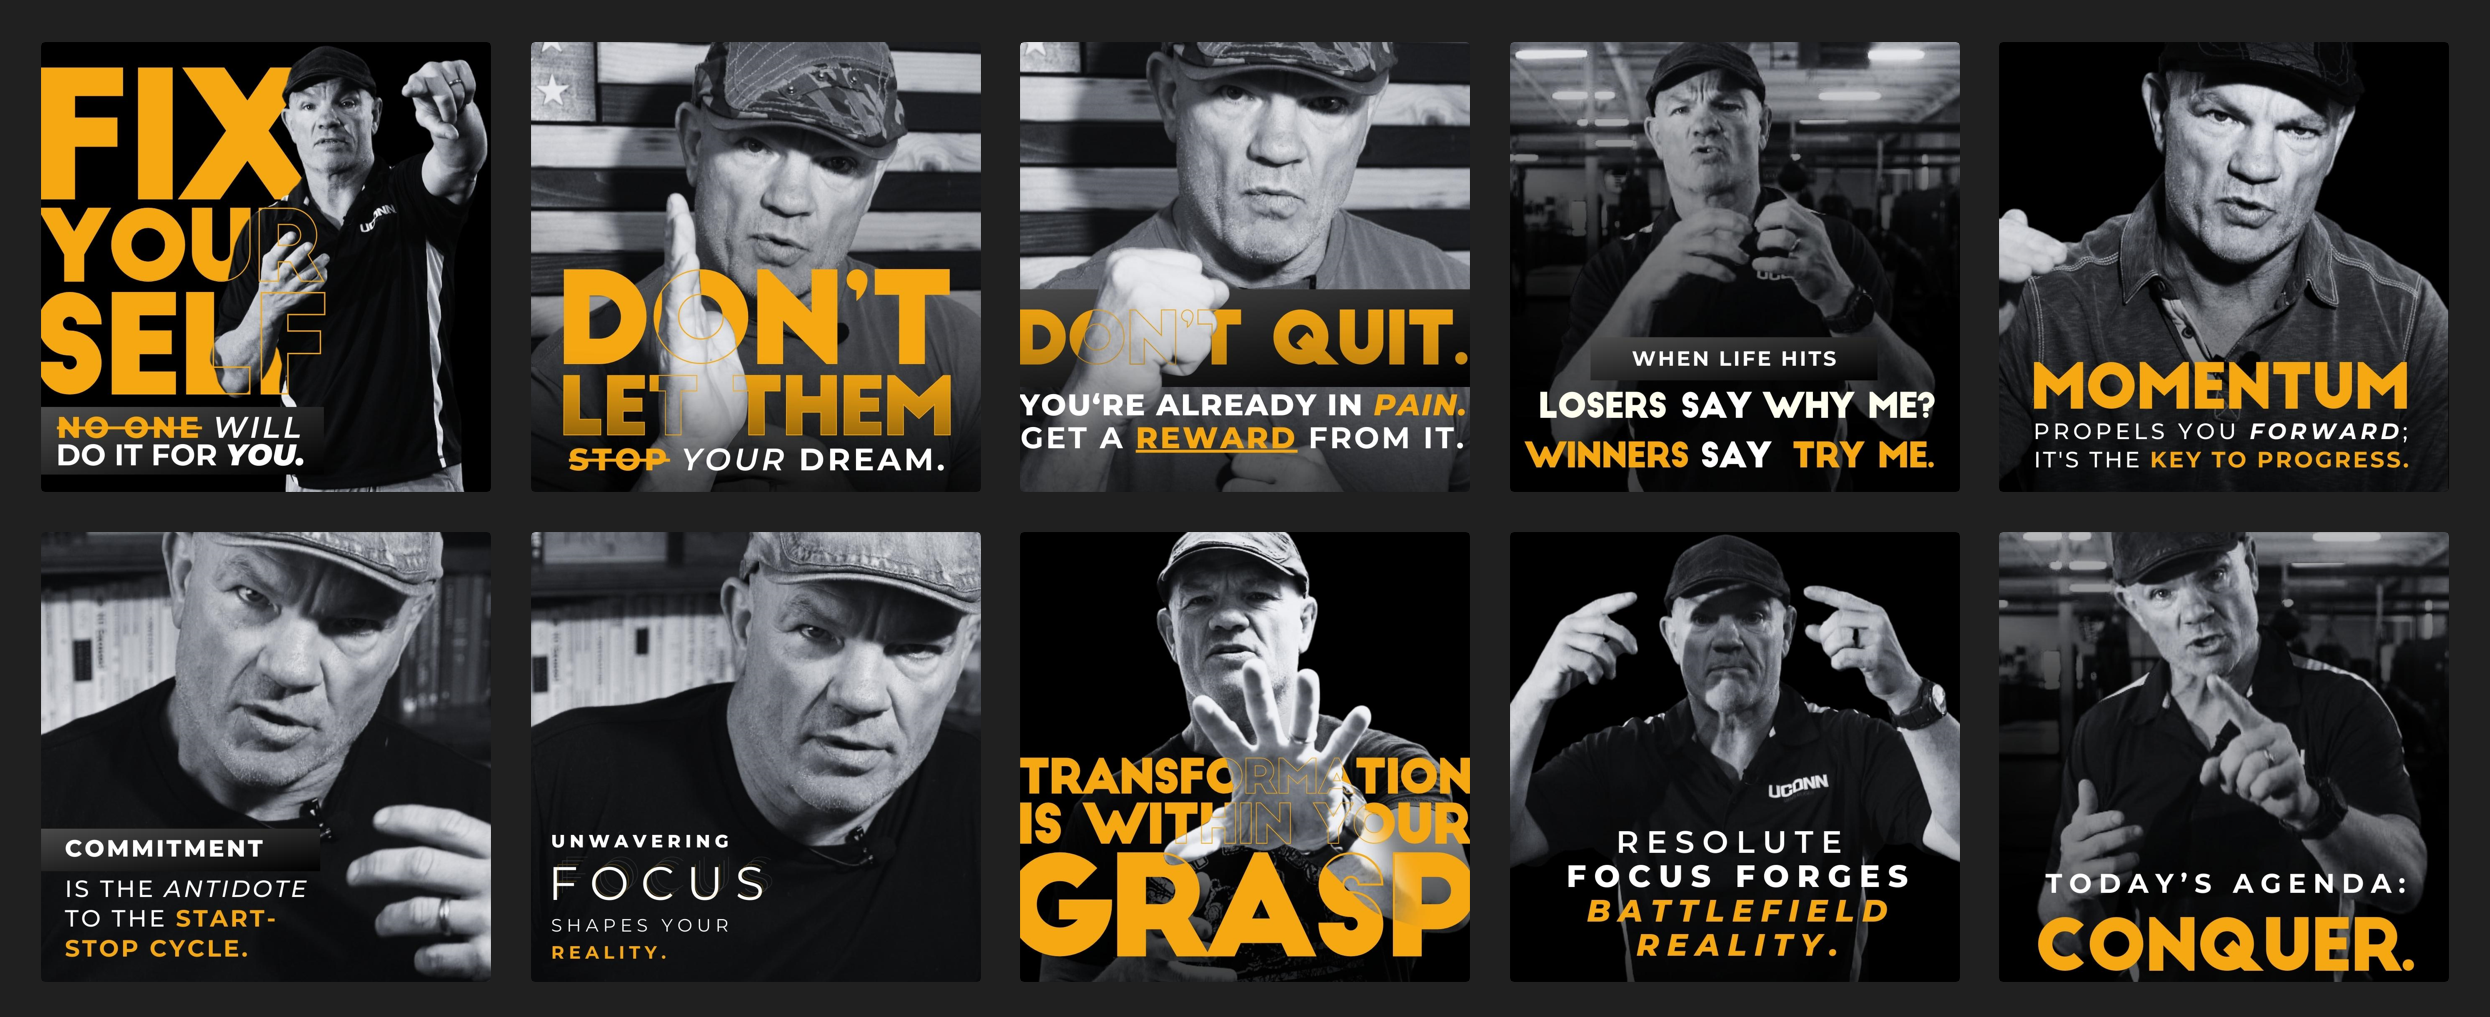 FIX
YOUR
SELF
NO ONE WILL
DO IT FOR YOU.
UCONN
DON'T
LET THEM
STOP YOUR DREAM.
DON'T QUIT.
YOU‘RE ALREADY IN PAIN.
GET A REWARD FROM IT.
WHEN LIFE HITS
LOSERS SAY WHY ME?
WINNERS SAY TRY ME.
MOMENTUM
PROPELS YOU FORWARD;
IT'S THE KEY TO PROGRESS.
COMMITMENT
IS THE ANTIDOTE
TO THE START-
STOP CYCLE.
UNWAVERING
FOCUS
SHAPES YOUR
REALITY.
TRANSFORMATION
IS WITHIN YOUR
GRASP
UCONN
RESOLUTE
FOCUS FORGES
BATTLEFIELD
REALITY.
TODAY’S AGENDA:
CONQUER.